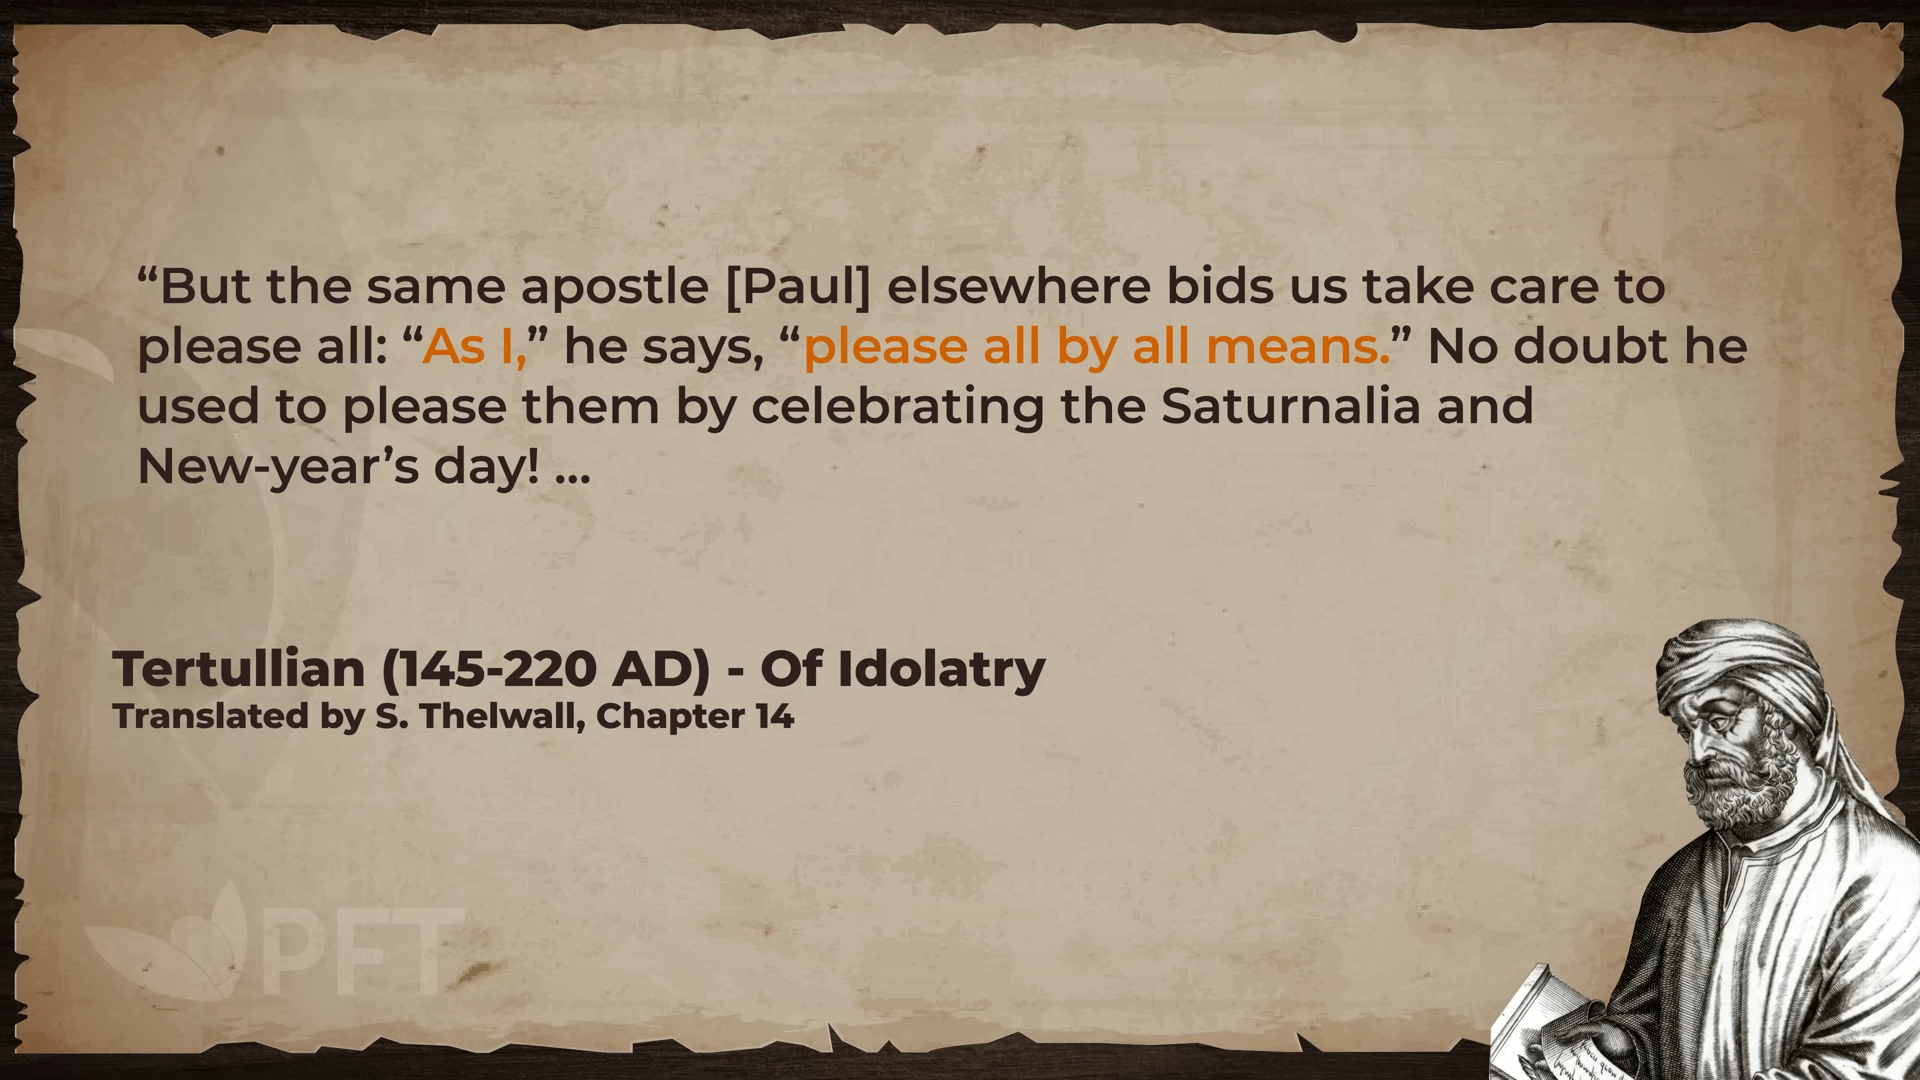 “But the same apostle [Paul] elsewhere bids us take care to
please all: “As I,” he says, “please all by all means.” No doubt he
used to please them by celebrating the Saturnalia and
New-year’s day! ...
Tertullian (145-220 AD) - Of Idolatry
Translated by S. Thelwall, Chapter 14
PFT